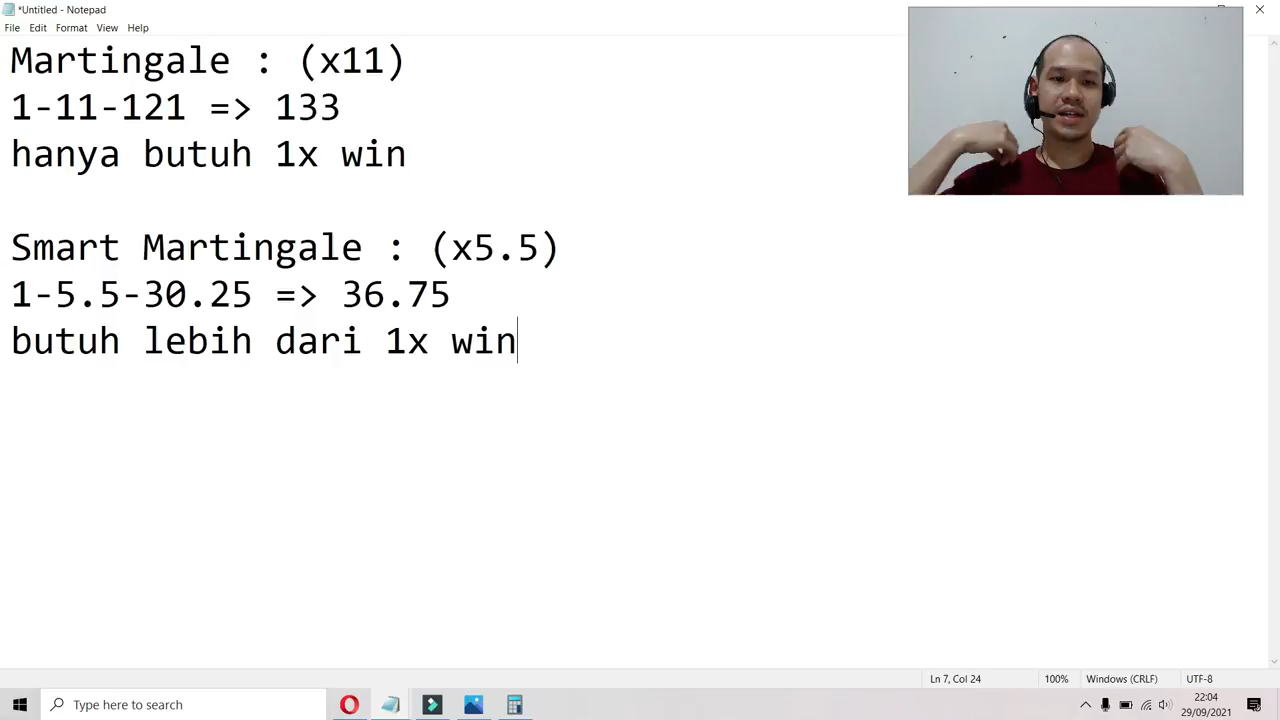 *Untitled - Notepad
File Edit Format View Help
Martingale : (x11)
1-11-121 => 133
hanya butuh 1x win
Smart Martingale : (x5.5)
1-5.5-30.25 => 36.75
butuh lebih dari 1x win
Ln 7, Col 24 100% Windows (CRLF) UTF-8
Type here to search
22:04
29/09/2021